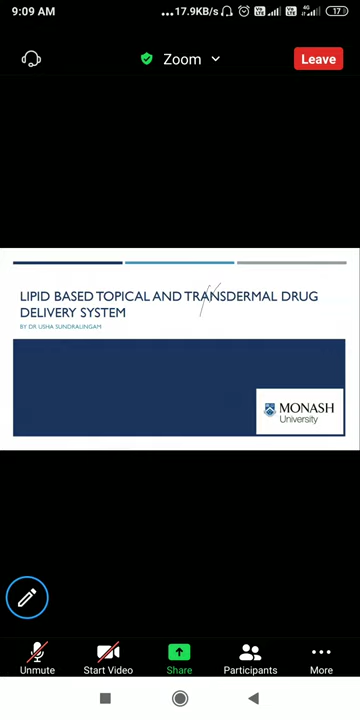 9:09 AM
...17.9KB/s
4G
17
Zoom
Leave
LIPID BASED TOPICAL AND TRANSDERMAL DRUG
DELIVERY SYSTEM
BY DR USHA SUNDRALINGAM
MONASH
University
Unmute
Start Video
Share
Participants
More